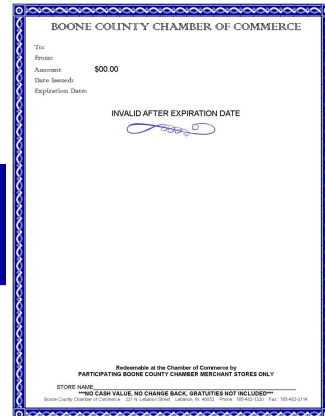 BOONE COUNTY CHAMBER OF COMMERCE
To:
From:
Amount $00.00
Date Issued:
Expiration Date:
INVALID AFTER EXPIRATION DATE
Redeemable at the Chamber of Commerce by
PARTICIPATING BOONE COUNTY CHAMBER MERCHANT STORES ONLY
STORE NAME
***NO CASH VALUE, NO CHANGE BACK, GRATUITIES NOT INCLUDED***
Boone County Chamber of Commerce 221 N. Lebanon Street Lebanon, IN 46052 Phone: 765-482-1320 Fax: 765-482-3114